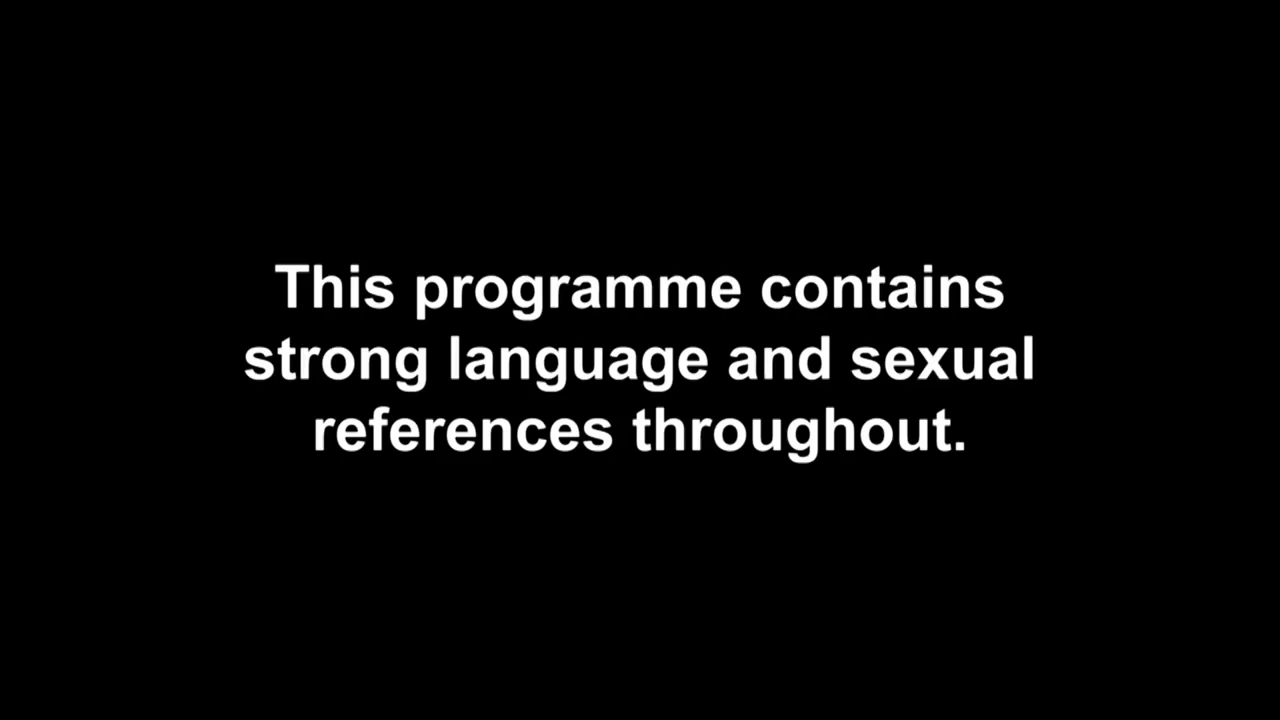 This programme contains
strong language and sexual
references throughout.